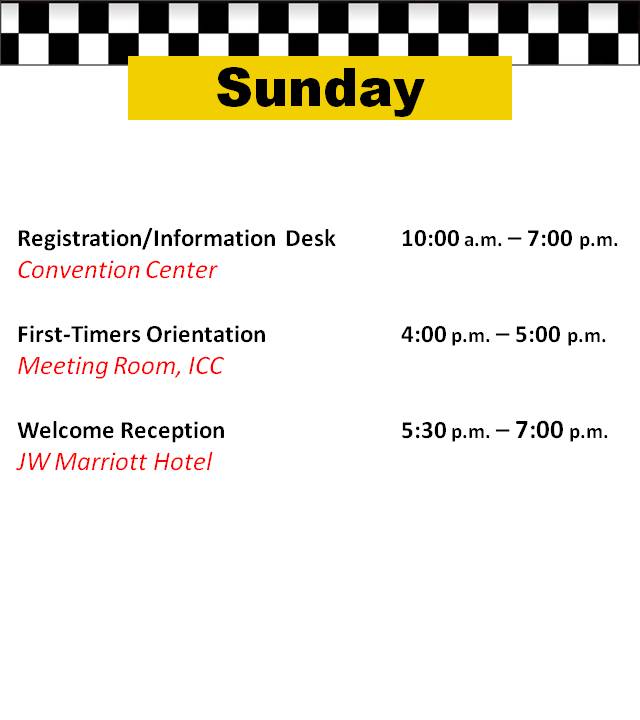 Sunday
Registration/Information Desk 10:00 a.m. – 7:00 p.m.
Convention Center
First-Timers Orientation 4:00 p.m. – 5:00 p.m.
Meeting Room, ICC
Welcome Reception 5:30 p.m. – 7:00 p.m.
JW Marriott Hotel